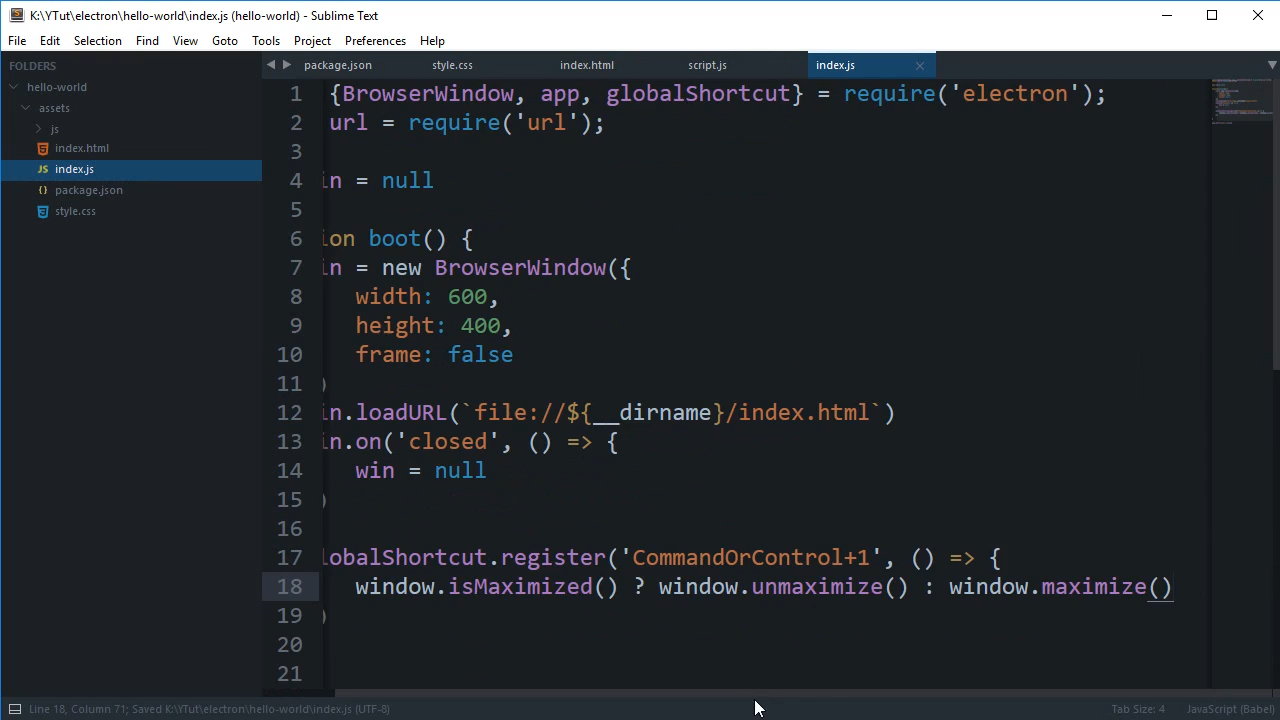 K:\YTut\electron\hello-world\index.js (hello-world) - Sublime Text
File Edit Selection Find View Goto Tools Project Preferences Help
FOLDERS
hello-world
assets
js
index.html
index.js
package.json
style.css
package.json style.css index.html script.js index.js
1 {BrowserWindow, app, globalShortcut} = require('electron');
2 url = require('url');
3
4 in = null
5
6 ion boot() {
7 in = new BrowserWindow({
8 width: 600,
9 height: 400,
10 frame: false
11 )
12 in.loadURL(`file://${__dirname}/index.html`)
13 in.on('closed', () => {
14 win = null
15 )
16
17 lobalShortcut.register('CommandOrControl+1', () => {
18 window.isMaximized() ? window.unmaximize() : window.maximize()
19 )
20
21
Line 18, Column 71; Saved K:\YTut\electron\hello-world\index.js (UTF-8) Tab Size: 4 JavaScript (Babel)